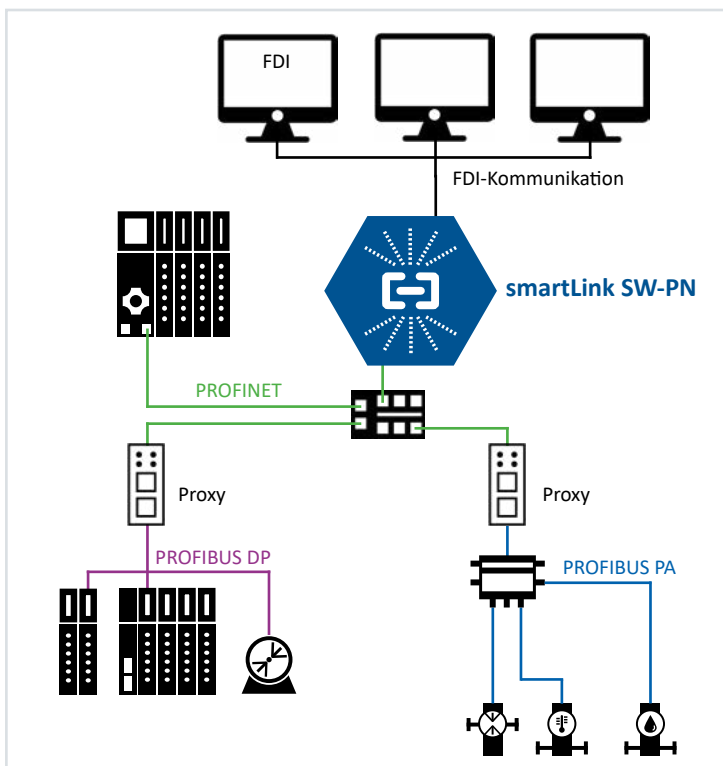 FDI
FDI-Kommunikation
smartLink SW-PN
PROFINET
Proxy
Proxy
PROFIBUS DP
PROFIBUS PA